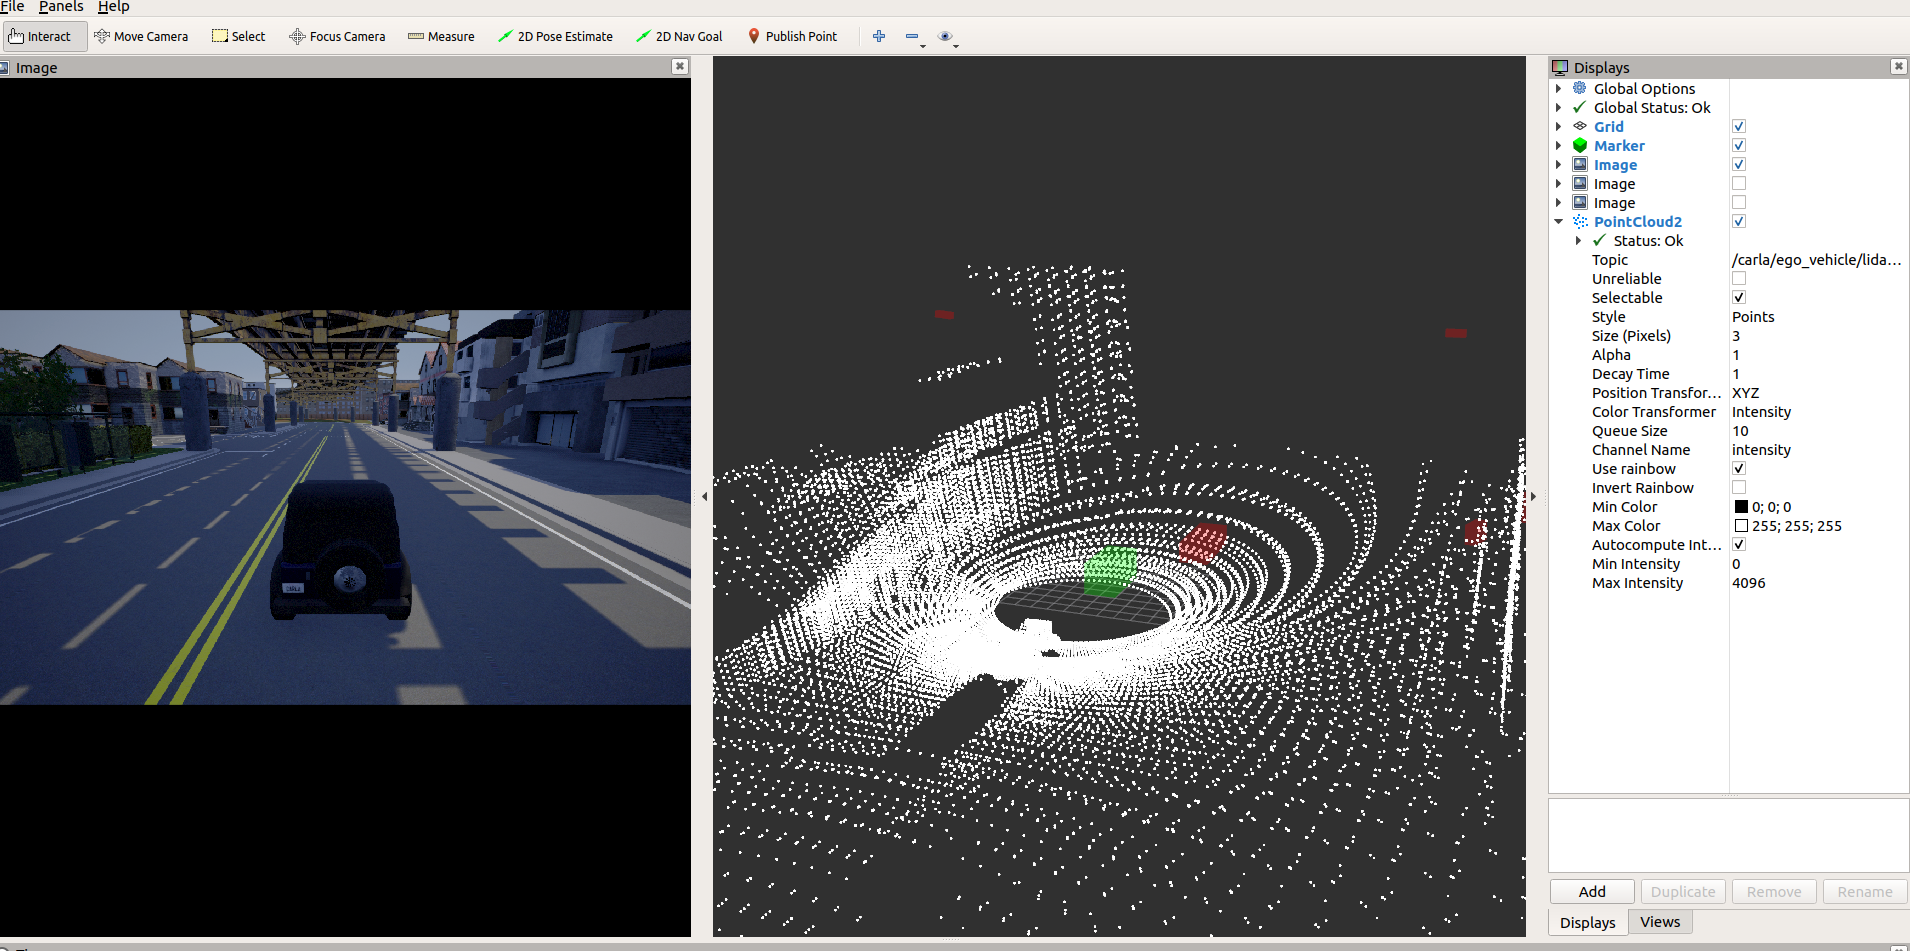 File Panels Help
Interact Move Camera Select Focus Camera Measure 2D Pose Estimate 2D Nav Goal Publish Point
Image
Displays
Global Options
Global Status: Ok
Grid
Marker
Image
Image
Image
PointCloud2
Status: Ok
Topic /carla/ego_vehicle/lida...
Unreliable
Selectable
Style Points
Size (Pixels) 3
Alpha 1
Decay Time 1
Position Transfor... XYZ
Color Transformer Intensity
Queue Size 10
Channel Name intensity
Use rainbow
Invert Rainbow
Min Color 0; 0; 0
Max Color 255; 255; 255
Autocompute Int...
Min Intensity 0
Max Intensity 4096
Add Duplicate Remove Rename
Displays Views